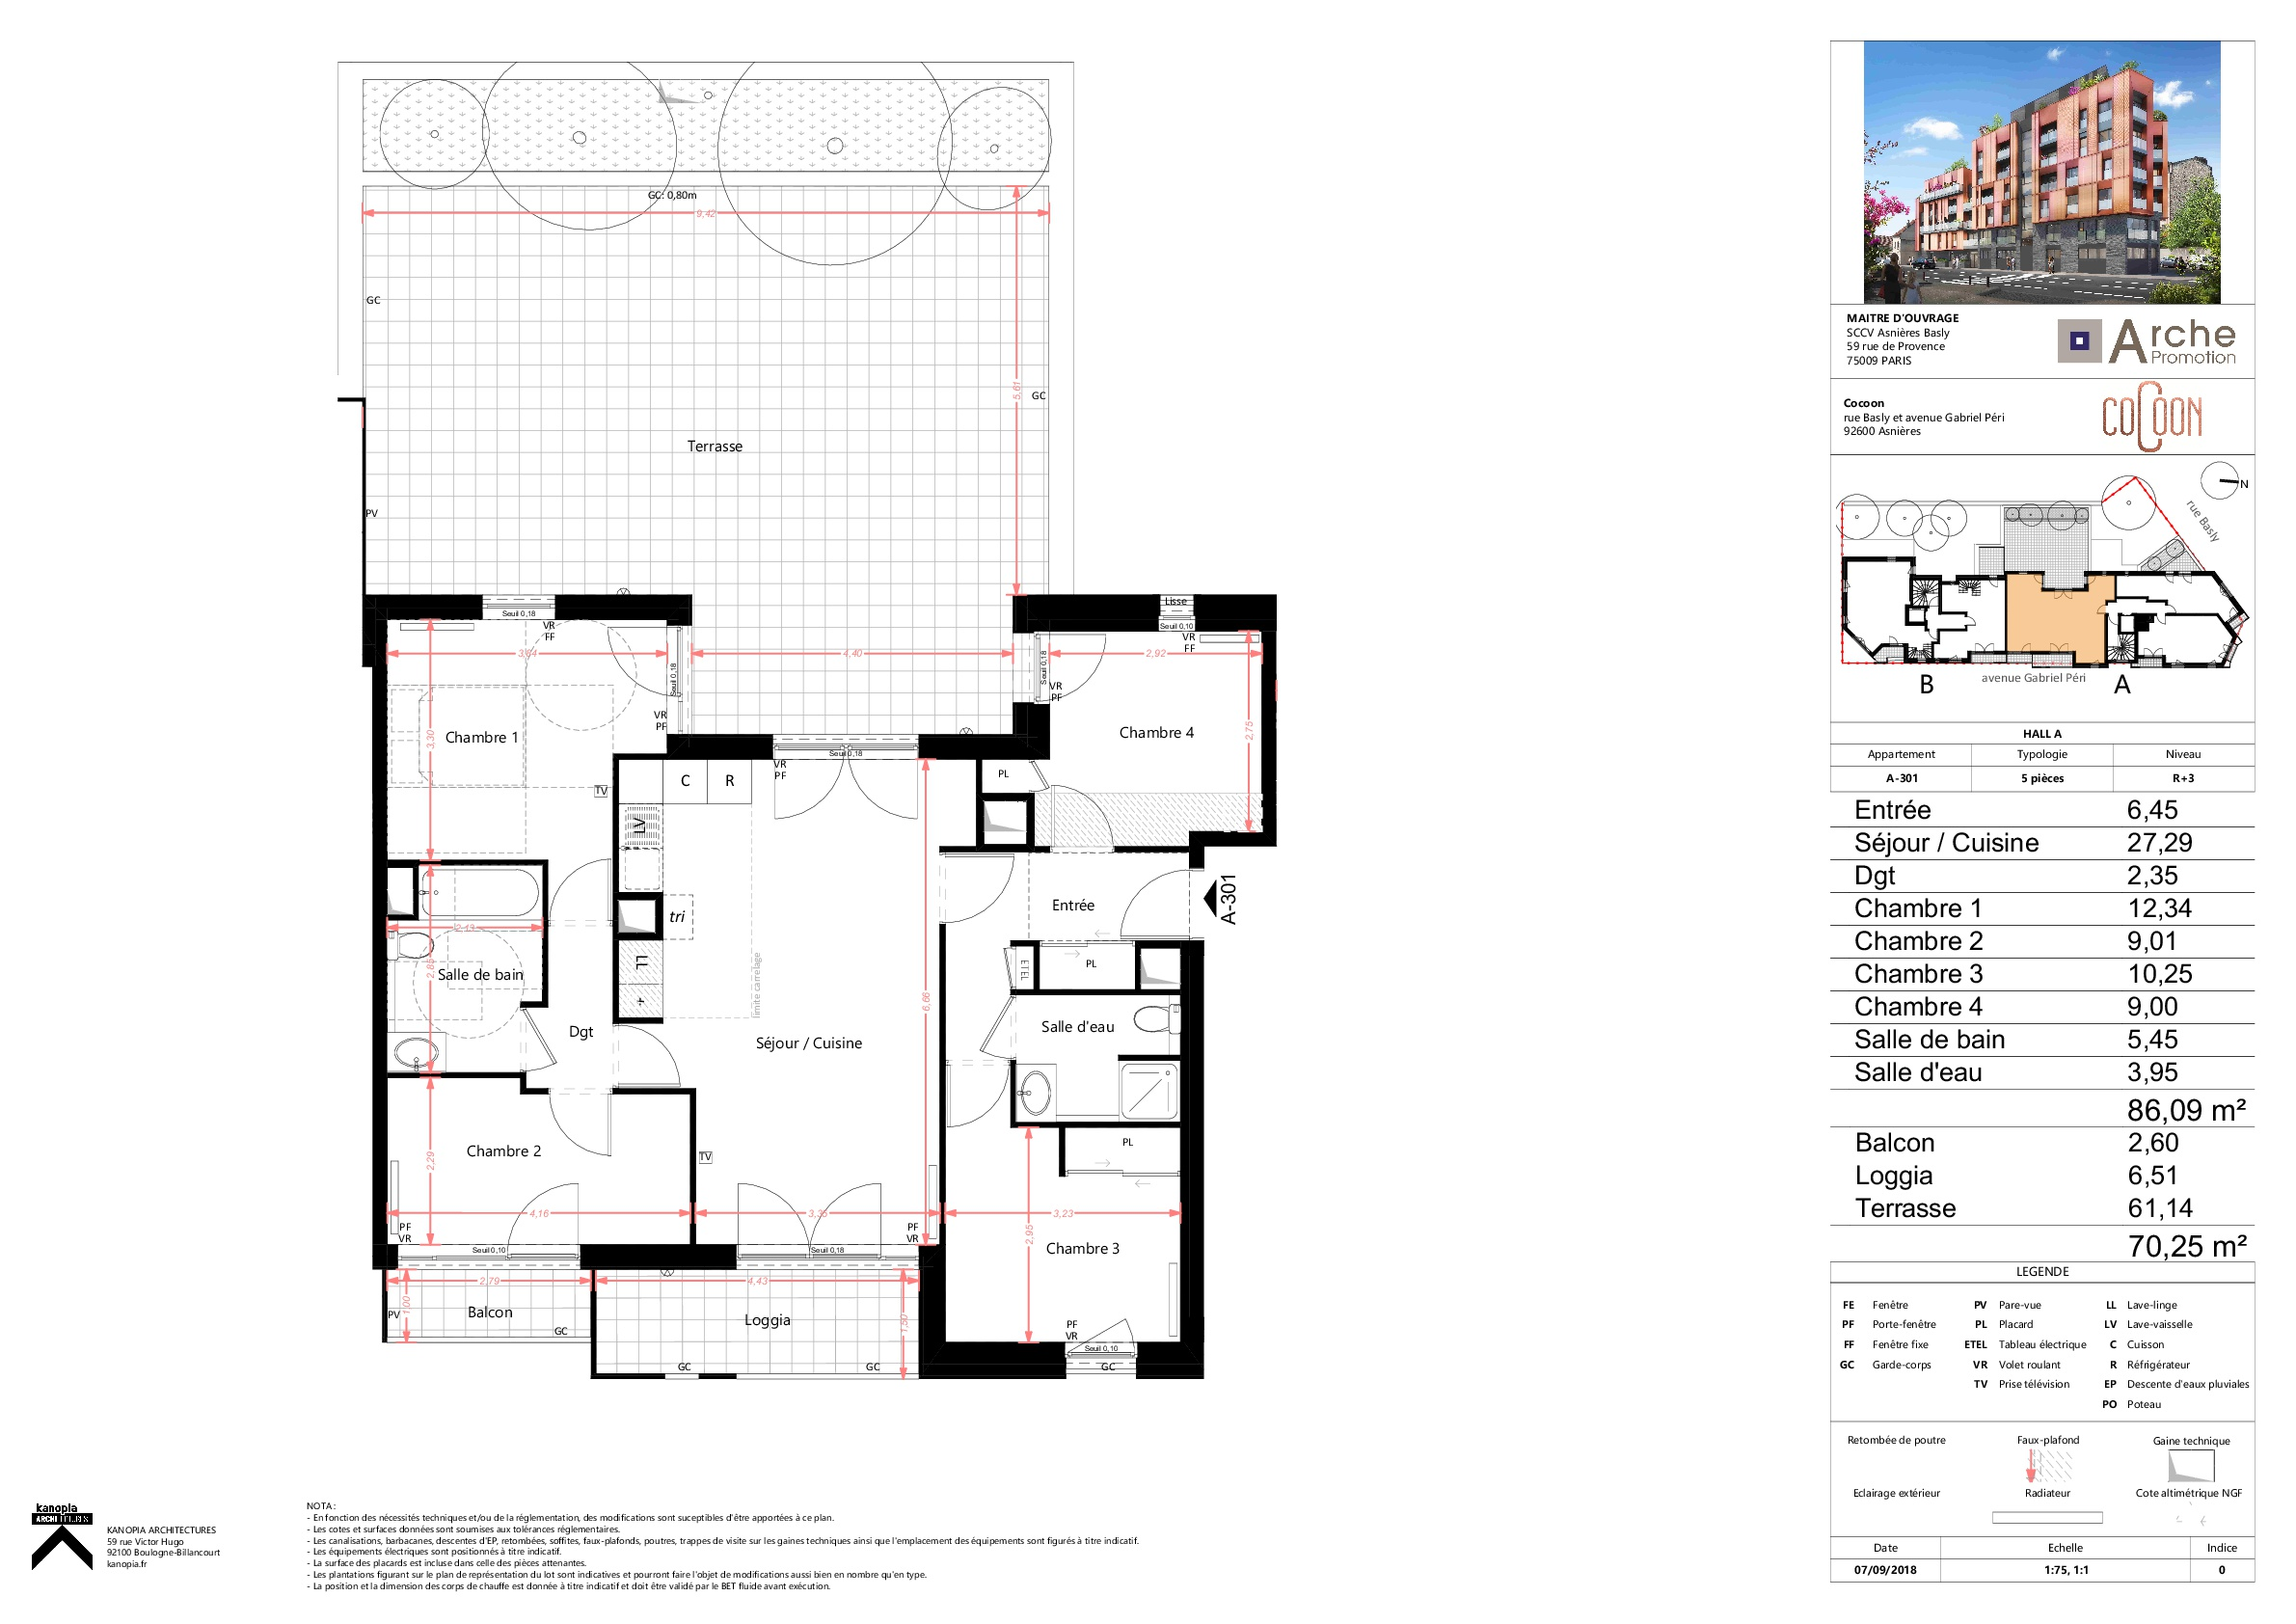 GC: 0,80m
9,42
GC
5,61
GC
Terrasse
PV
Lisse
Seuil 0,18
Seuil 0,10
VR
FF
VR
FF
4,40
2,92
Seuil 0,18
Seuil 0,18
VR
PF
VR
PF
Chambre 1
3,30
Chambre 4
2,75
Seuil 0,18
VR
PF
PL
C
R
TV
LV
tri
Entrée
A-301
LL
ETEL
PL
Salle de bain
2,85
limite carrelage
6,66
Dgt
Séjour / Cuisine
Salle d'eau
Chambre 2
2,29
TV
PL
4,16
3,35
3,23
2,95
PF
VR
PF
VR
Seuil 0,10
Seuil 0,18
Chambre 3
2,79
4,43
PV
1,00
Balcon
GC
Loggia
1,50
GC
GC
PF
VR
Seuil 0,10
GC
kanopia
ARCHITECTURES
KANOPIA ARCHITECTURES
59 rue Victor Hugo
92100 Boulogne-Billancourt
kanopia.fr
NOTA :
- En fonction des nécessités techniques et/ou de la réglementation, des modifications sont suceptibles d'être apportées à ce plan.
- Les cotes et surfaces données sont soumises aux tolérances réglementaires.
- Les canalisations, barbacanes, descentes d'EP, retombées, soffites, faux-plafonds, poutres, trappes de visite sur les gaines techniques ainsi que l'emplacement des équipements sont figurés à titre indicatif.
- Les équipements électriques sont positionnés à titre indicatif.
- La surface des placards est incluse dans celle des pièces attenantes.
- Les plantations figurant sur le plan de représentation du lot sont indicatives et pourront faire l'objet de modifications aussi bien en nombre qu'en type.
- La position et la dimension des corps de chauffe est donnée à titre indicatif et doit être validé par le BET fluide avant exécution.
MAITRE D'OUVRAGE
SCCV Asnières Basly
59 rue de Provence
75009 PARIS
Arche
Promotion
Cocoon
rue Basly et avenue Gabriel Péri
92600 Asnières
COCOON
N
rue Basly
avenue Gabriel Péri
B
A
HALL A
Appartement Typologie Niveau
A-301 5 pièces R+3
Entrée 6,45
Séjour / Cuisine 27,29
Dgt 2,35
Chambre 1 12,34
Chambre 2 9,01
Chambre 3 10,25
Chambre 4 9,00
Salle de bain 5,45
Salle d'eau 3,95
86,09 m²
Balcon 2,60
Loggia 6,51
Terrasse 61,14
70,25 m²
LEGENDE
FE Fenêtre PV Pare-vue LL Lave-linge
PF Porte-fenêtre PL Placard LV Lave-vaisselle
FF Fenêtre fixe ETEL Tableau électrique C Cuisson
GC Garde-corps VR Volet roulant R Réfrigérateur
TV Prise télévision EP Descente d'eaux pluviales
PO Poteau
Retombée de poutre Faux-plafond Gaine technique
Eclairage extérieur Radiateur Cote altimétrique NGF
Date Echelle Indice
07/09/2018 1:75, 1:1 0